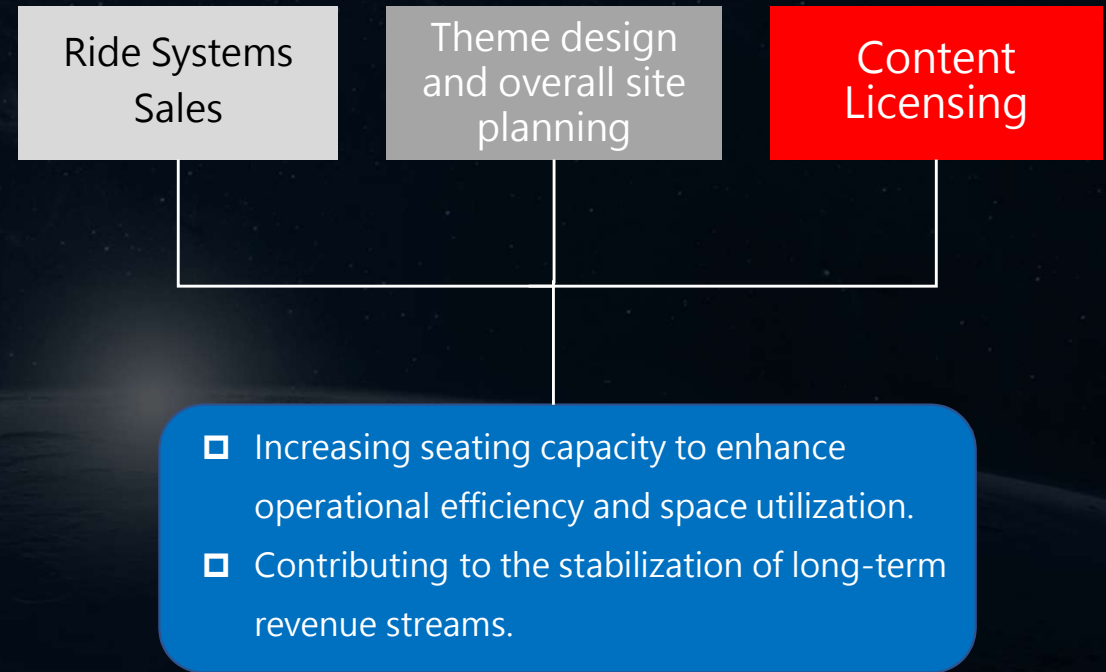 Ride Systems
Sales
Theme design
and overall site
planning
Content
Licensing
Increasing seating capacity to enhance
operational efficiency and space utilization.
Contributing to the stabilization of long-term
revenue streams.